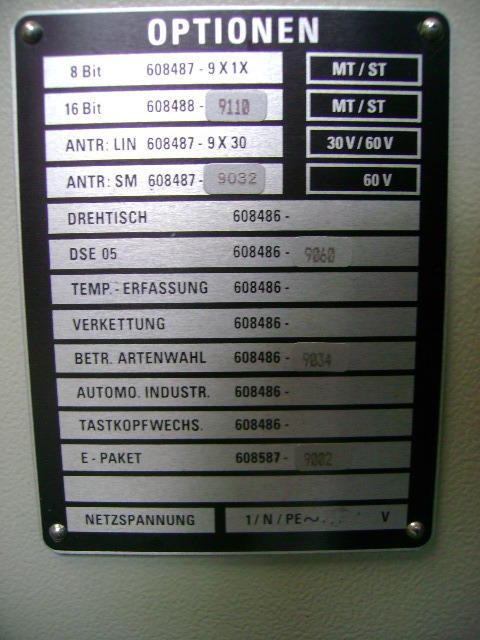 OPTIONEN
8 Bit 608487 - 9 X 1X MT / ST
16 Bit 608488 - 9110 MT / ST
ANTR: LIN 608487 - 9 X 30 30 V / 60 V
ANTR: SM 608487 - 9032 60 V
DREHTISCH 608486 -
DSE 05 608486 - 9060
TEMP. - ERFASSUNG 608486 -
VERKETTUNG 608486 -
BETR. ARTENWAHL 608486 - 9034
AUTOMO. INDUSTR. 608486 -
TASTKOPFWECHS. 608486 -
E - PAKET 608587 - 9002
NETZSPANNUNG 1 / N / PE ~ V